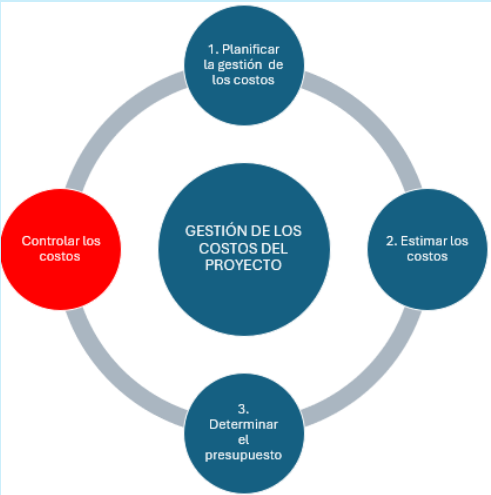 1. Planificar
la gestión de
los costos
GESTIÓN DE LOS
COSTOS DEL
PROYECTO
Controlar los
costos
2. Estimar los
costos
3.
Determinar
el
presupuesto